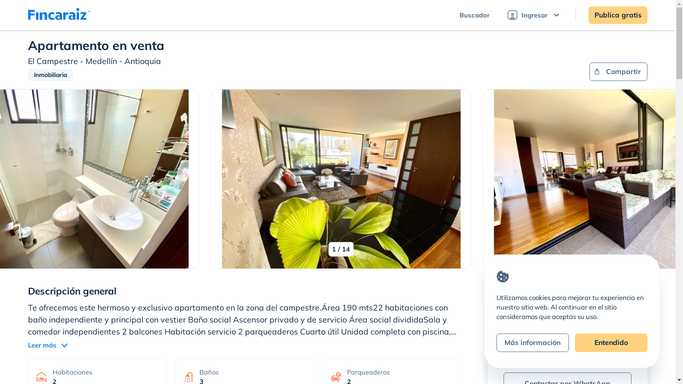 Fincaraiz
Buscador
Ingresar
Publica gratis
Apartamento en venta
El Campestre - Medellín - Antioquia
Inmobiliaria
Compartir
1 / 14
Descripción general
Te ofrecemos este hermoso y exclusivo apartamento en la zona del campestre.Área 190 mts22 habitaciones con
baño independiente y principal con vestier Baño social Ascensor privado y de servicio Área social divididaSala y
comedor independientes 2 balcones Habitación servicio 2 parqueaderos Cuarto útil Unidad completa con piscina,...
Leer más
Habitaciones
2
Baños
3
Parqueaderos
2
Utilizamos cookies para mejorar tu experiencia en
nuestro sitio web. Al continuar en el sitio
consideramos que aceptas su uso.
Más información
Entendido
Contactar por WhatsApp